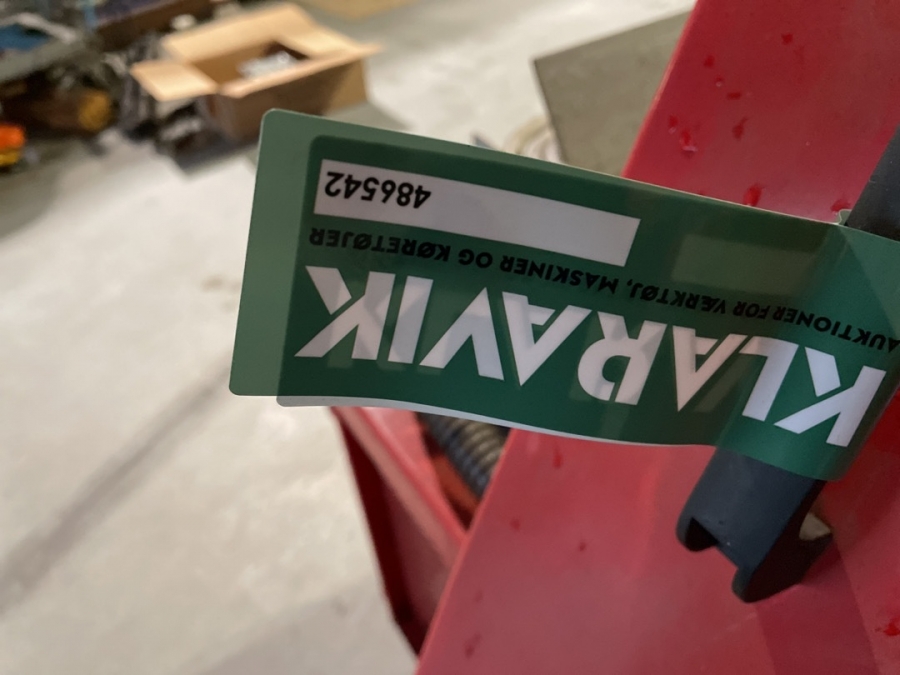 KLARAVIK
AUKTIONER FOR VÆRKTØJ, MASKINER OG KØRETØJER
486542